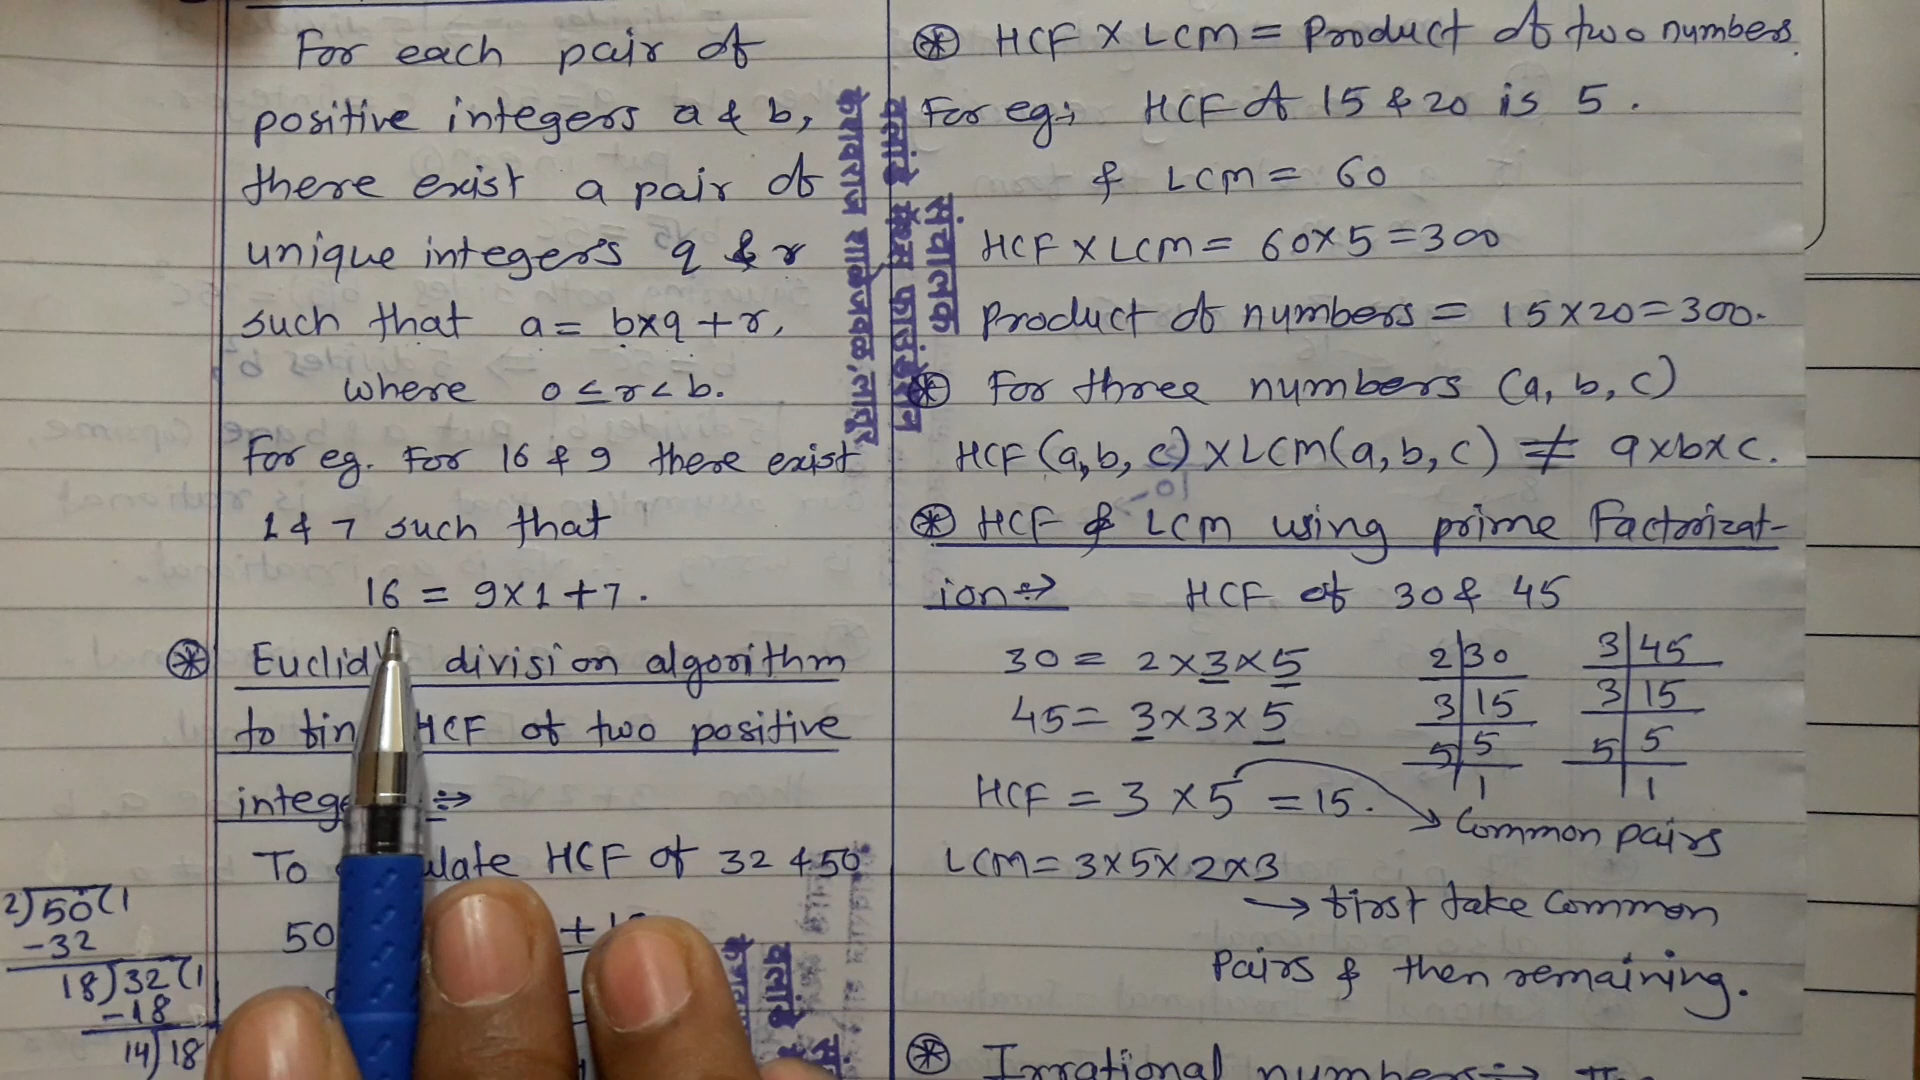 For each pair of
positive integers a & b,
there exist a pair of
unique integers q & r
such that a = b×q + r,
where 0 ≤ r < b.
For eg. For 16 & 9 there exist
1 & 7 such that
16 = 9×1+7.
⊛ Euclid division algorithm
to find HCF of two positive
To HCF of 32 & 50
50 +
2)50(1
-32
18)32(1
-18
14)18
⊛ HCF × LCM = Product of two numbers.
For eg: HCF of 15 & 20 is 5.
& LCM = 60
HCF × LCM = 60×5 = 300
Product of numbers = 15×20=300.
⊛ For three numbers (a, b, c)
HCF (a, b, c) × LCM(a, b, c) ≠ a×b×c.
⊛ HCF & LCM using prime Factorizat-
ion⇒ HCF of 30 & 45
30 = 2×3×5
45 = 3×3×5
2|30
3|15
5|5
|1
3|45
3|15
5|5
|1
HCF = 3 × 5 = 15.
→ Common pairs
LCM = 3×5×2×3
→ first take Common
Pairs & then remaining.
⊛ Irrational numbers⇒
संचालक